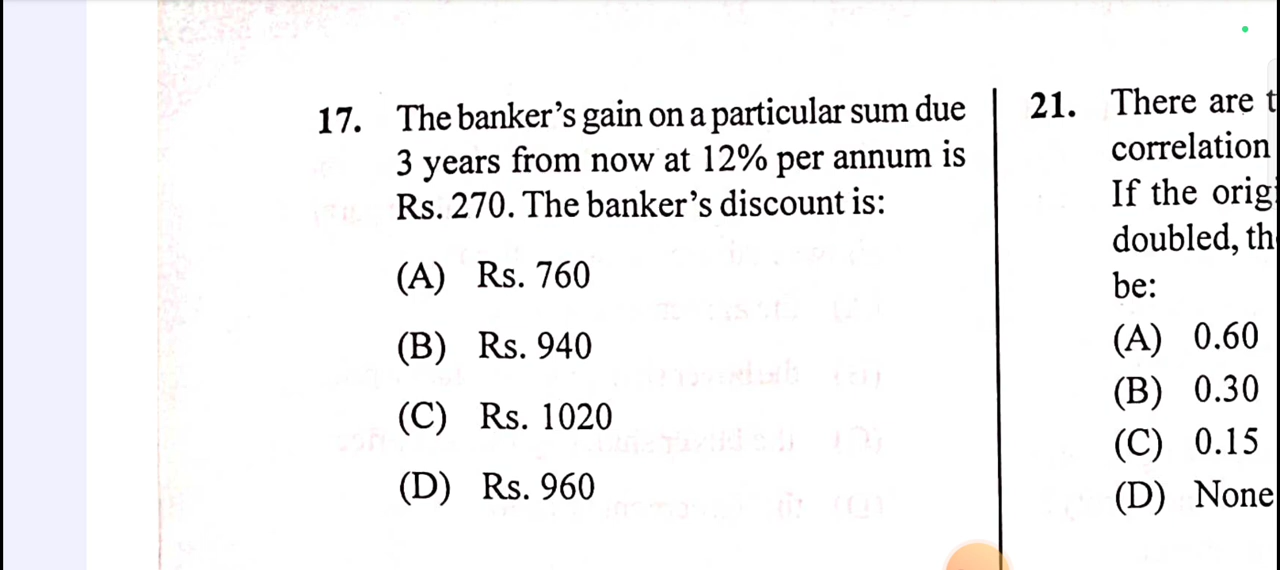 17. The banker's gain on a particular sum due
3 years from now at 12% per annum is
Rs. 270. The banker's discount is:
(A) Rs. 760
(B) Rs. 940
(C) Rs. 1020
(D) Rs. 960
21. There are
correlation
If the
doubled,
be:
(A) 0.60
(B) 0.30
(C) 0.15
(D) None